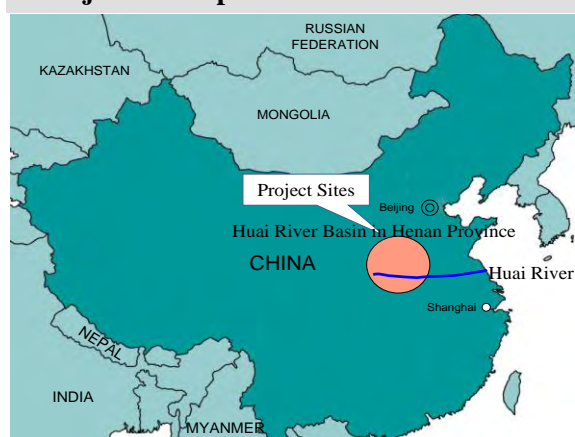 RUSSIAN
FEDERATION
KAZAKHSTAN
MONGOLIA
Project Sites
Beijing
Huai River Basin in Henan Province
CHINA
Huai River
Shanghai
NEPAL
INDIA
MYANMER